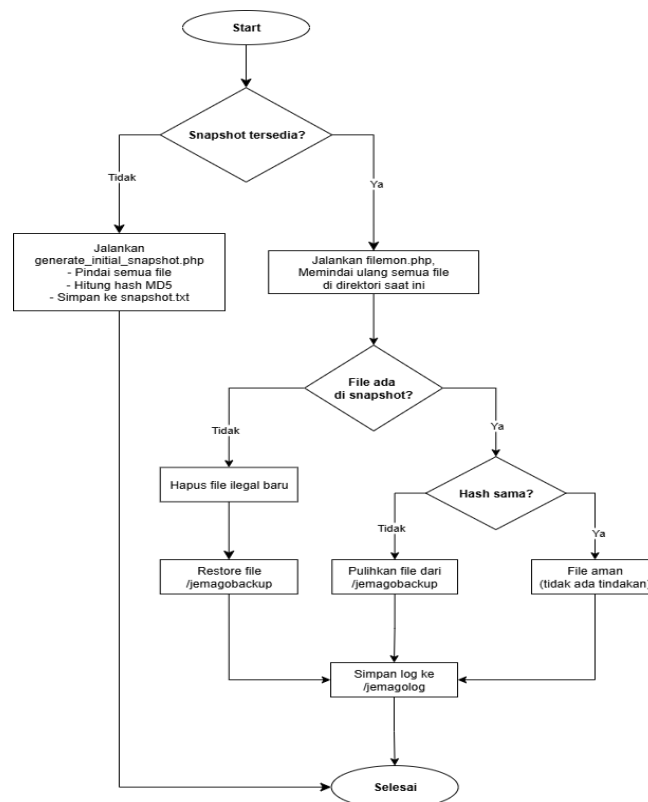 Start
Snapshot tersedia?
Tidak
Ya
Jalankan
generate_initial_snapshot.php
- Pindai semua file
- Hitung hash MD5
- Simpan ke snapshot.txt
Jalankan filemon.php,
Memindai ulang semua file
di direktori saat ini
File ada
di snapshot?
Tidak
Ya
Hapus file ilegal baru
Hash sama?
Tidak
Ya
Restore file
/jemagobackup
Pulihkan file dari
/jemagobackup
File aman
(tidak ada tindakan)
Simpan log ke
/jemagolog
Selesai